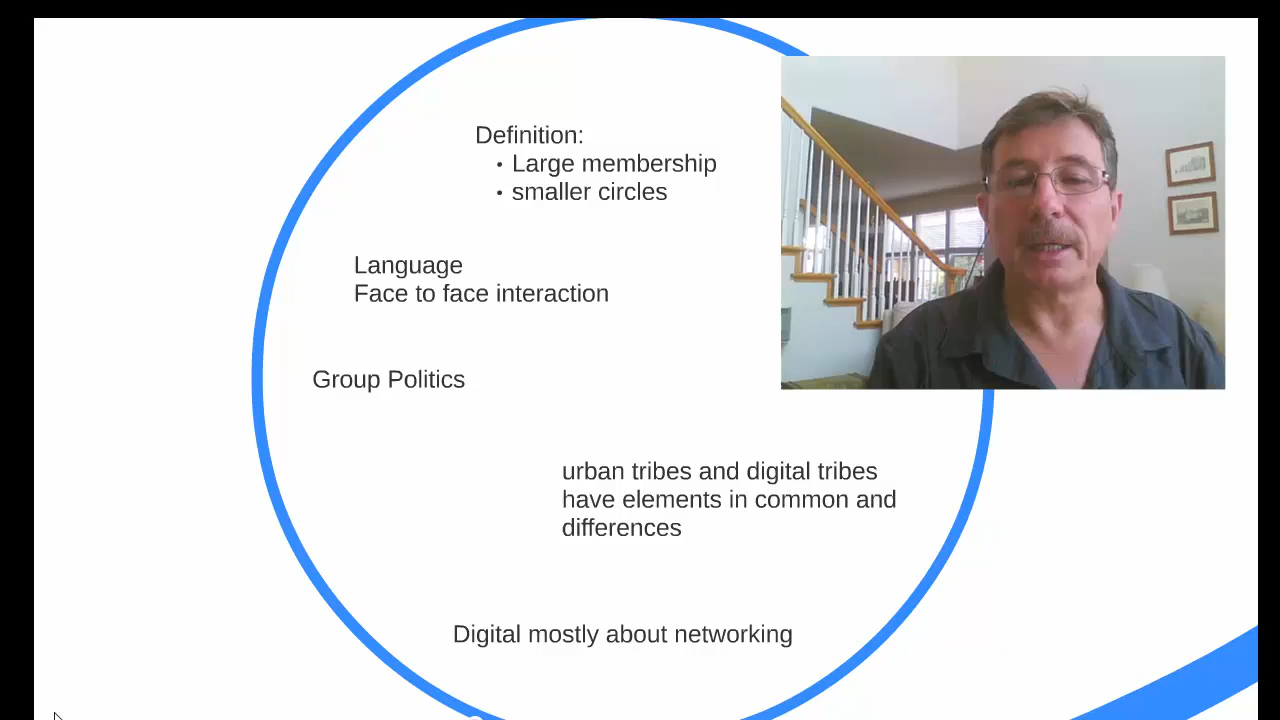 Definition:
• Large membership
• smaller circles
Language
Face to face interaction
Group Politics
urban tribes and digital tribes
have elements in common and
differences
Digital mostly about networking